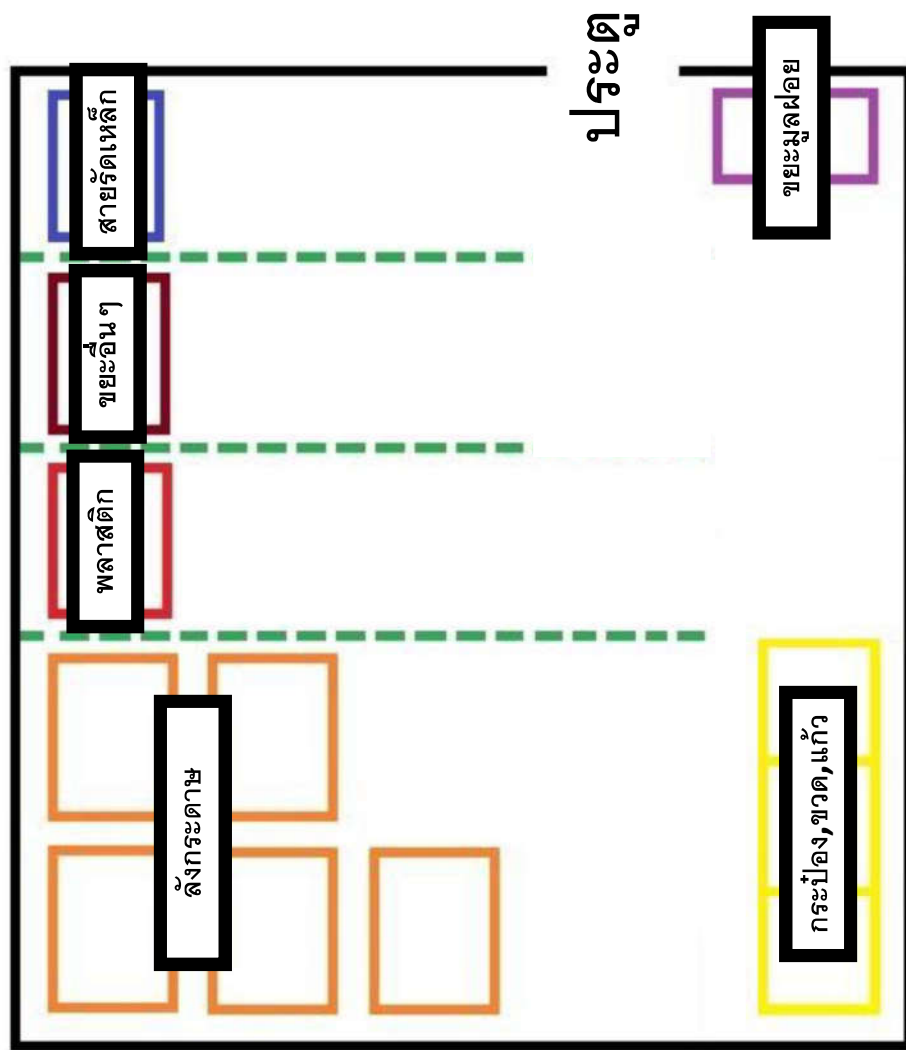 ประตู
สายรัดเหล็ก
ขยะมูลฝอย
ขยะอื่น ๆ
พลาสติก
ลังกระดาษ
กระป๋อง,ขวด,แก้ว